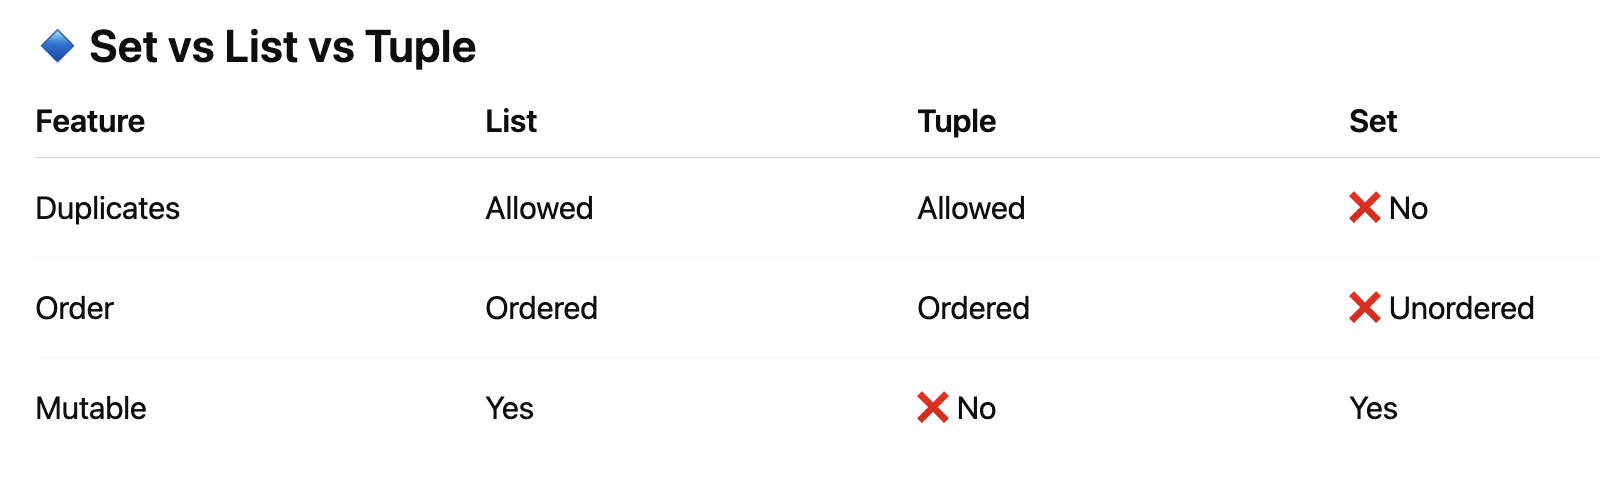 🔷 Set vs List vs Tuple
Feature List Tuple Set
Duplicates Allowed Allowed ❌ No
Order Ordered Ordered ❌ Unordered
Mutable Yes ❌ No Yes